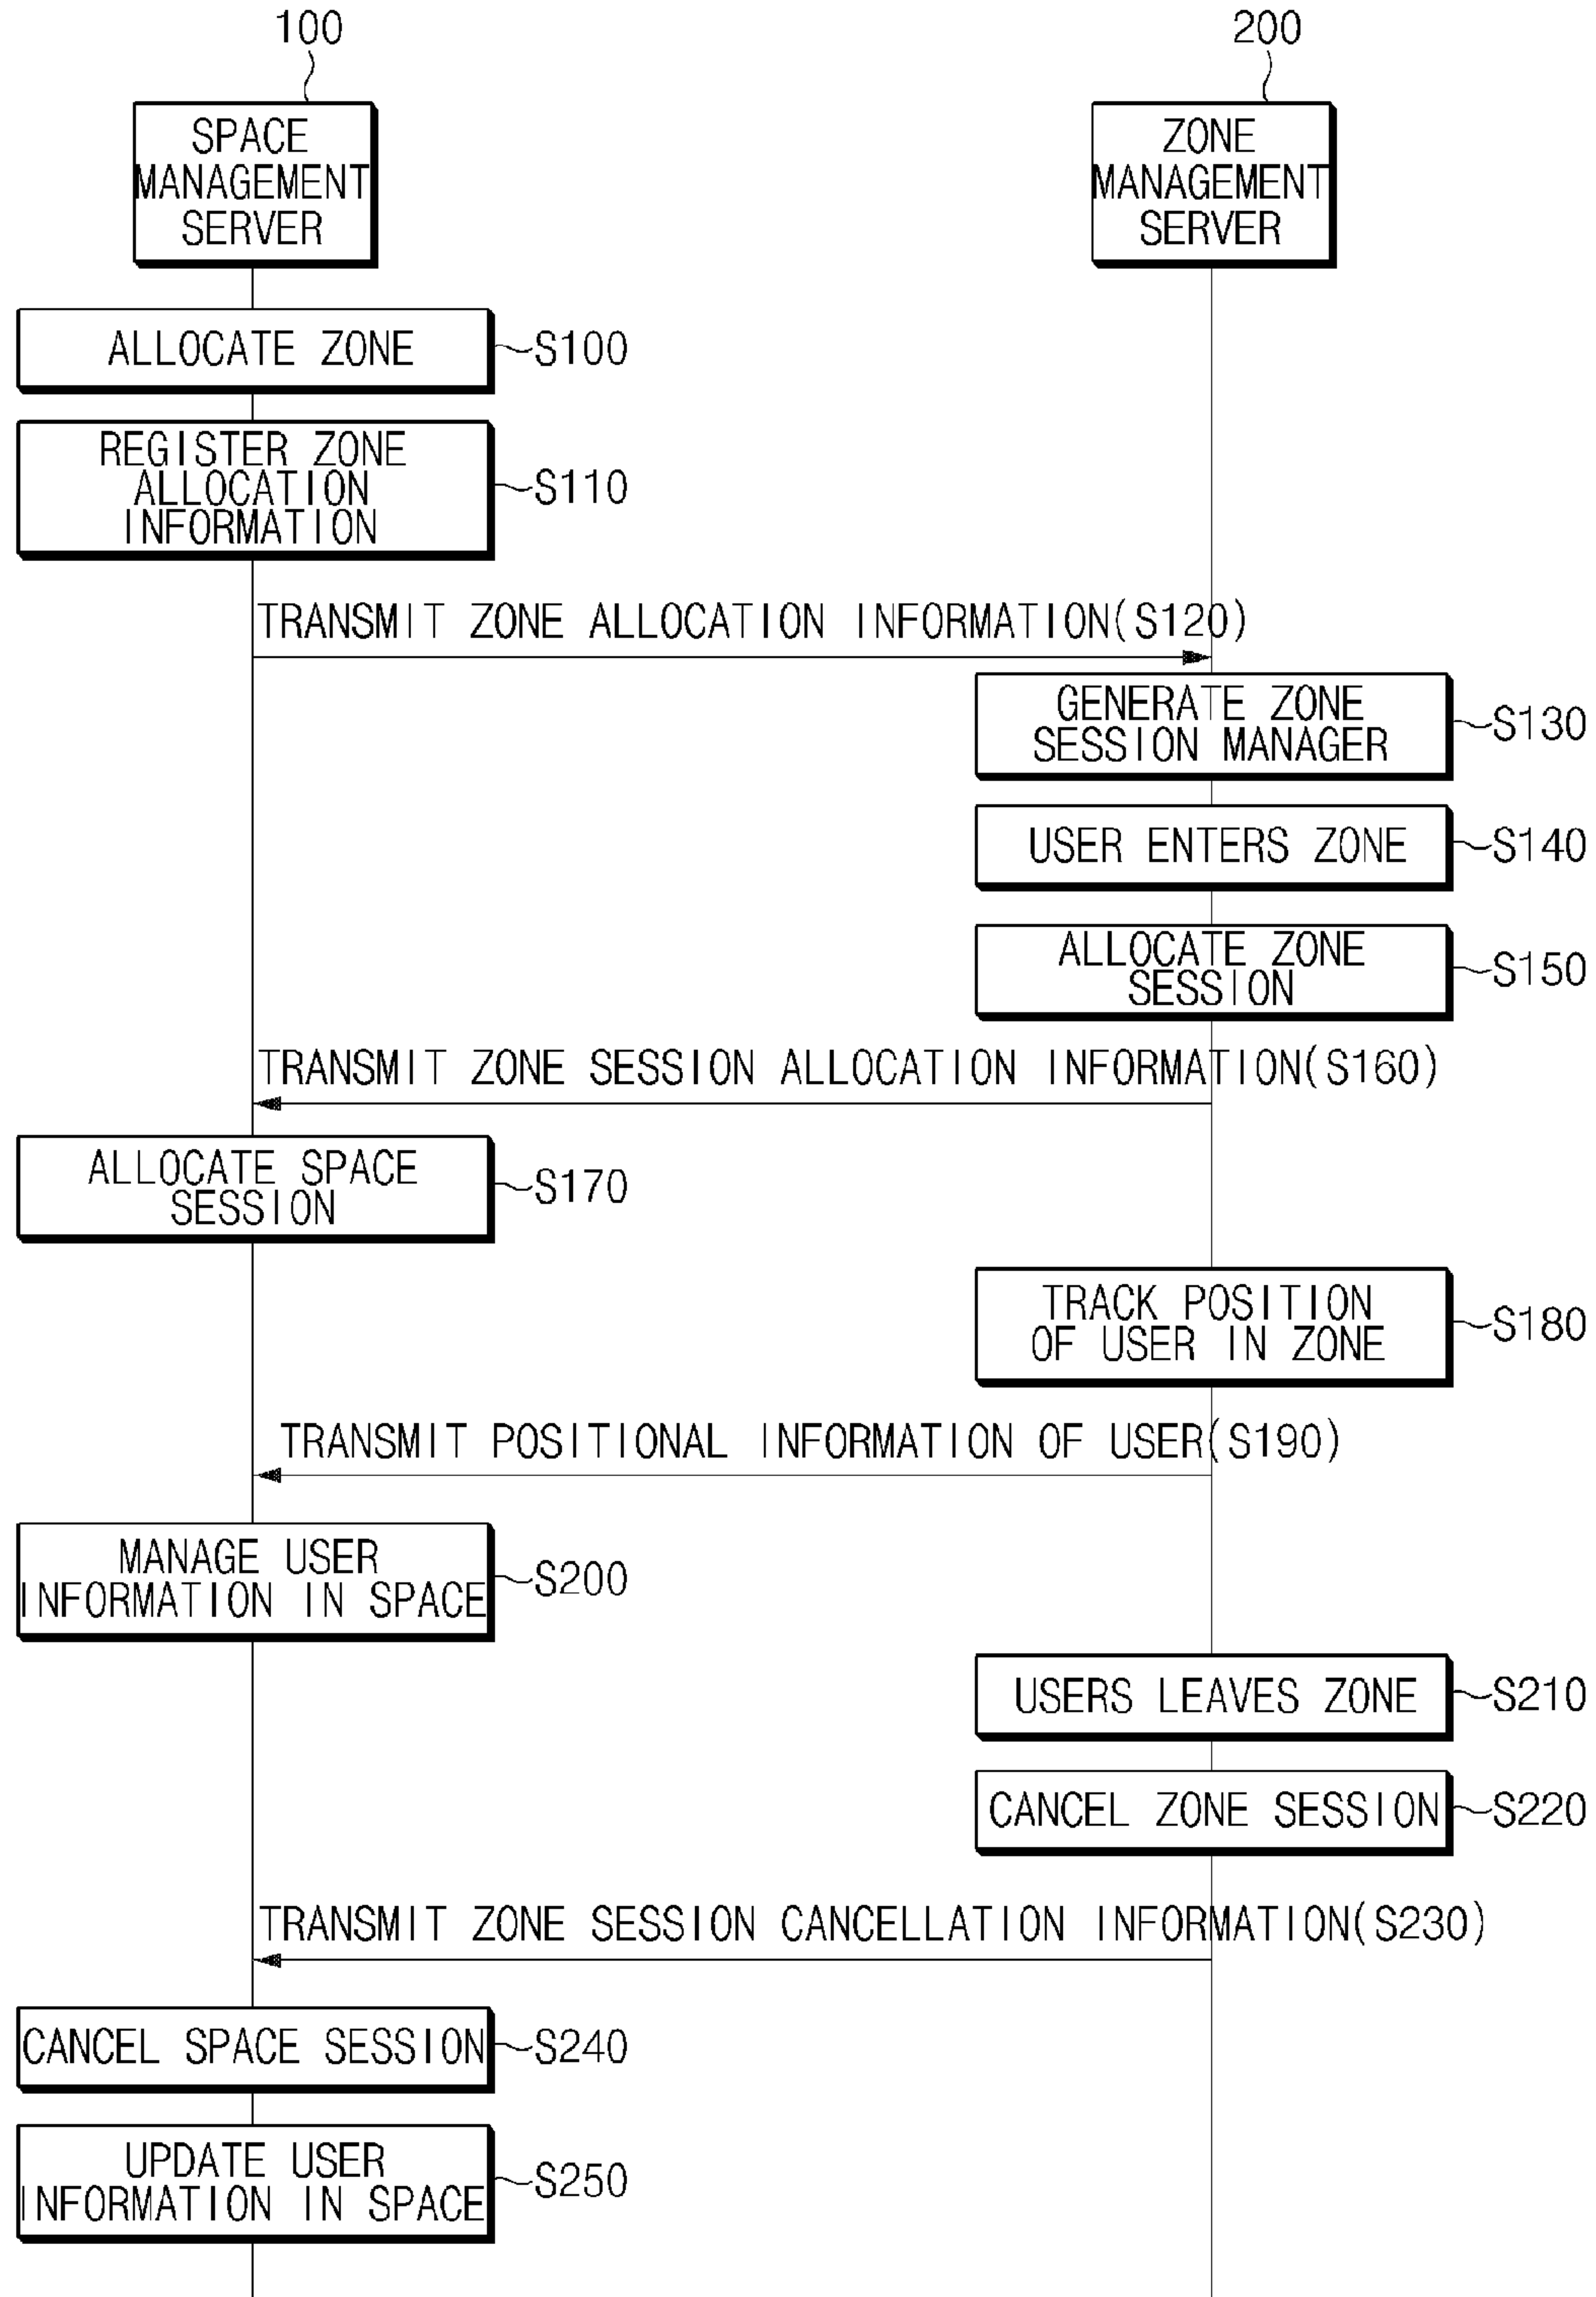 100
200
SPACE
MANAGEMENT
SERVER
ZONE
MANAGEMENT
SERVER
ALLOCATE ZONE
S100
REGISTER ZONE
ALLOCATION
INFORMATION
S110
TRANSMIT ZONE ALLOCATION INFORMATION(S120)
GENERATE ZONE
SESSION MANAGER
S130
USER ENTERS ZONE
S140
ALLOCATE ZONE
SESSION
S150
TRANSMIT ZONE SESSION ALLOCATION INFORMATION(S160)
ALLOCATE SPACE
SESSION
S170
TRACK POSITION
OF USER IN ZONE
S180
TRANSMIT POSITIONAL INFORMATION OF USER(S190)
MANAGE USER
INFORMATION IN SPACE
S200
USERS LEAVES ZONE
S210
CANCEL ZONE SESSION
S220
TRANSMIT ZONE SESSION CANCELLATION INFORMATION(S230)
CANCEL SPACE SESSION
S240
UPDATE USER
INFORMATION IN SPACE
S250